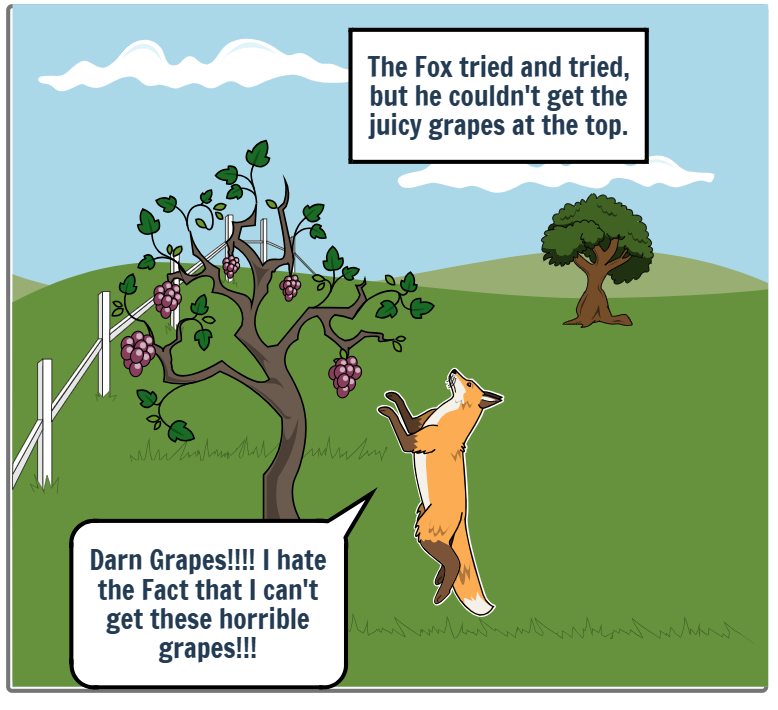 The Fox tried and tried,
but he couldn't get the
juicy grapes at the top.
Darn Grapes!!!! I hate
the Fact that I can't
get these horrible
grapes!!!